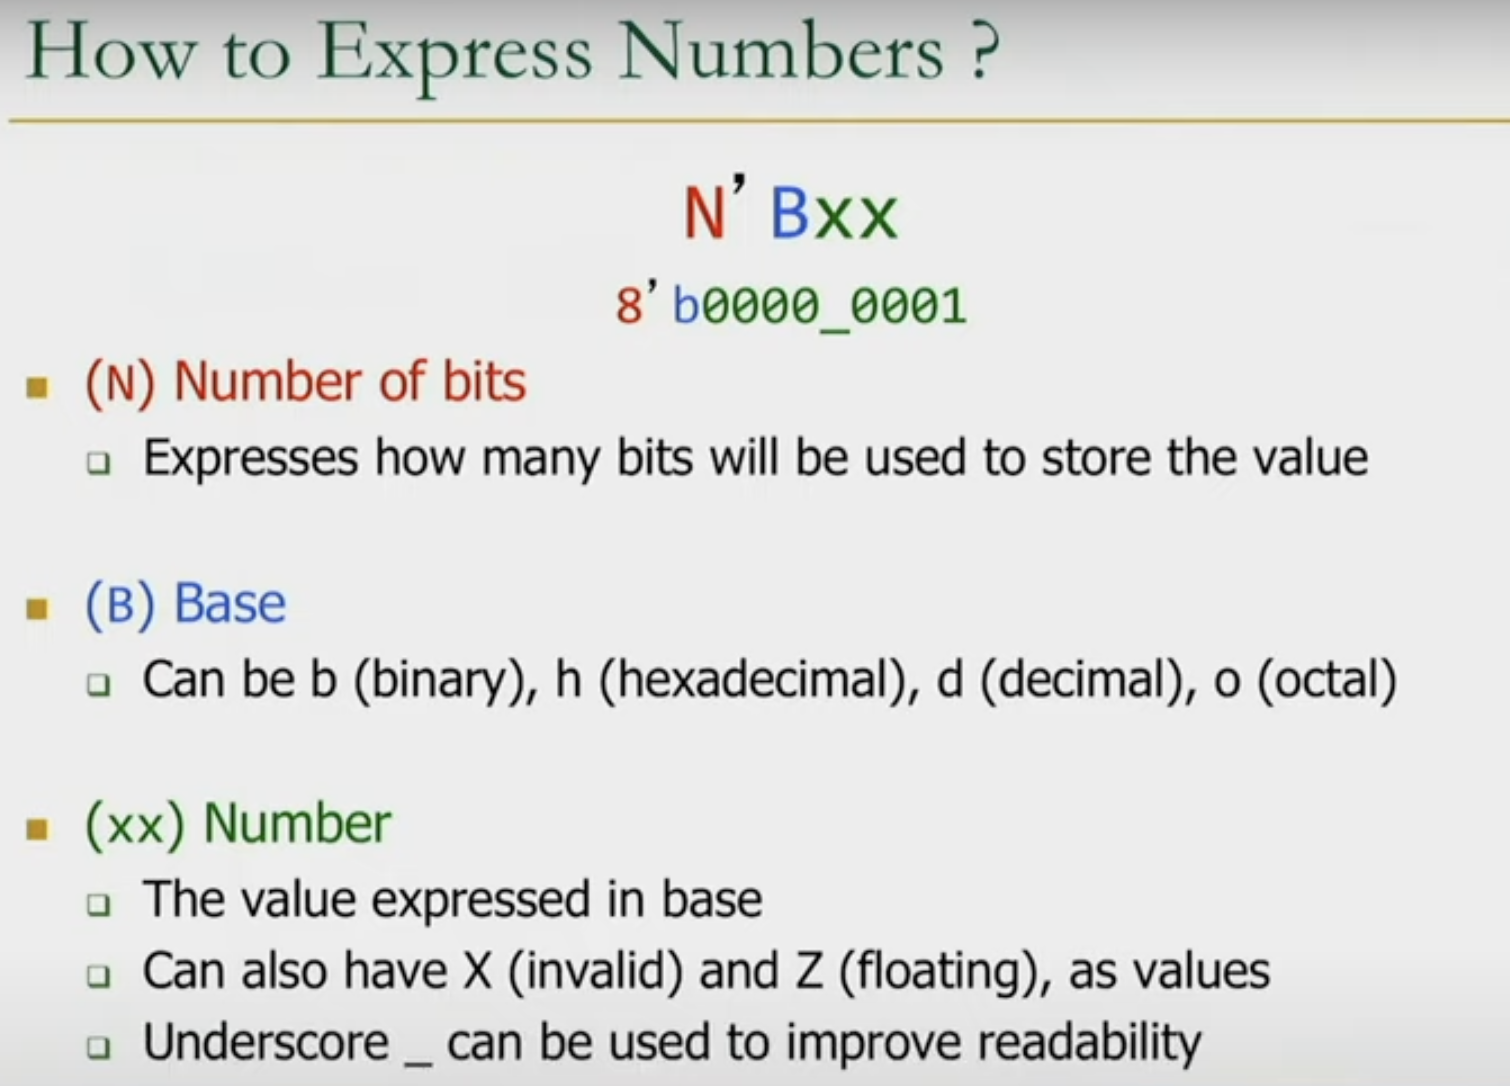 How to Express Numbers ?
N’ Bxx
8’ b0000_0001
(N) Number of bits
Expresses how many bits will be used to store the value
(B) Base
Can be b (binary), h (hexadecimal), d (decimal), o (octal)
(xx) Number
The value expressed in base
Can also have X (invalid) and Z (floating), as values
Underscore _ can be used to improve readability